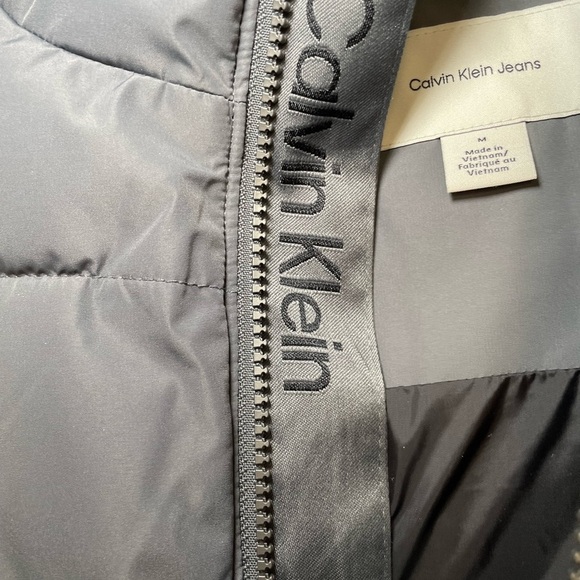 Calvin Klein
Calvin Klein Jeans
M
Made in
Vietnam/
Fabriqué au
Vietnam